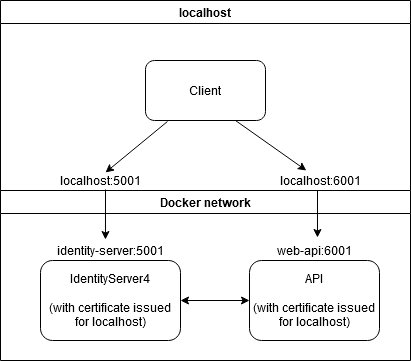 localhost
Client
localhost:5001
localhost:6001
Docker network
identity-server:5001
web-api:6001
IdentityServer4
(with certificate issued
for localhost)
API
(with certificate issued
for localhost)